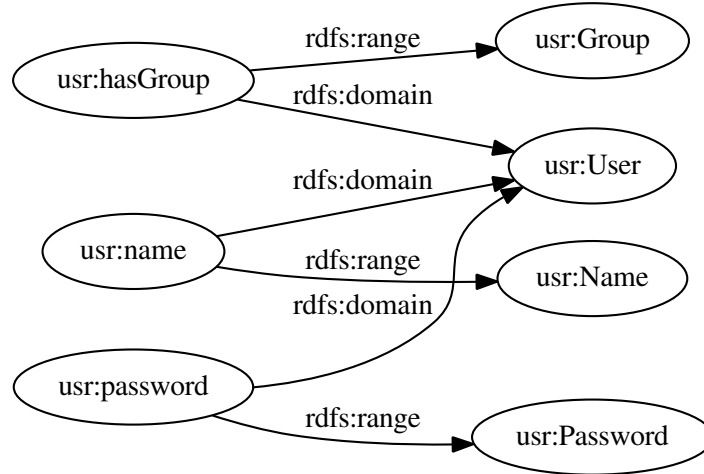 rdfs:range
usr:Group
usr:hasGroup
rdfs:domain
usr:User
rdfs:domain
usr:name
rdfs:range
usr:Name
rdfs:domain
usr:password
rdfs:range
usr:Password